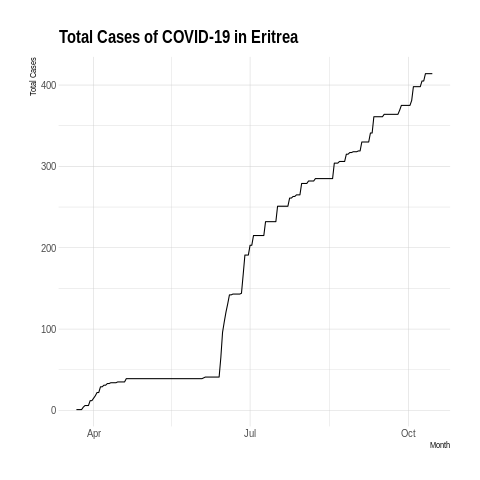 Total Cases of COVID-19 in Eritrea
Total Cases
400
300
200
100
0
Apr
Jul
Oct
Month